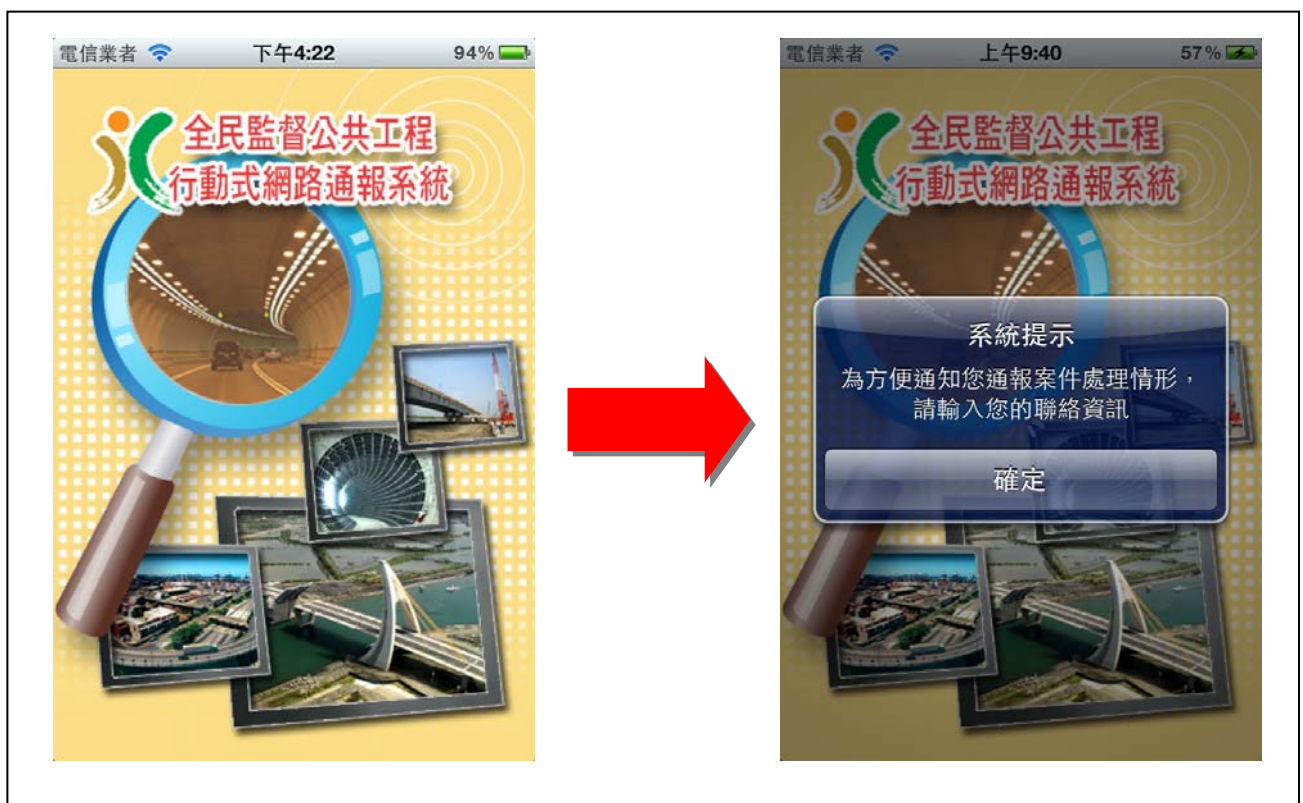 電信業者 下午4:22 94%
全民監督公共工程
行動式網路通報系統
電信業者 上午9:40 57%
全民監督公共工程
行動式網路通報系統
系統提示
為方便通知您通報案件處理情形，
請輸入您的聯絡資訊
確定